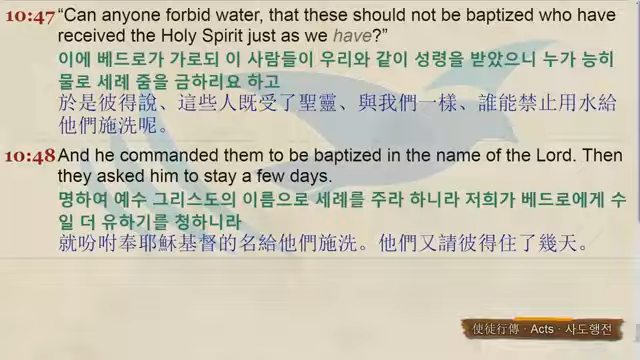 10:47 “Can anyone forbid water, that these should not be baptized who have
received the Holy Spirit just as we have?”
이에 베드로가 가로되 이 사람들이 우리와 같이 성령을 받았으니 누가 능히
물로 세례 줌을 금하리요 하고
於是彼得說、這些人既受了聖靈、與我們一樣、誰能禁止用水給
他們施洗呢。
10:48 And he commanded them to be baptized in the name of the Lord. Then
they asked him to stay a few days.
명하여 예수 그리스도의 이름으로 세례를 주라 하니라 저희가 베드로에게 수
일 더 유하기를 청하니라
就吩咐奉耶穌基督的名給他們施洗。他們又請彼得住了幾天。
使徒行傳 · Acts · 사도행전